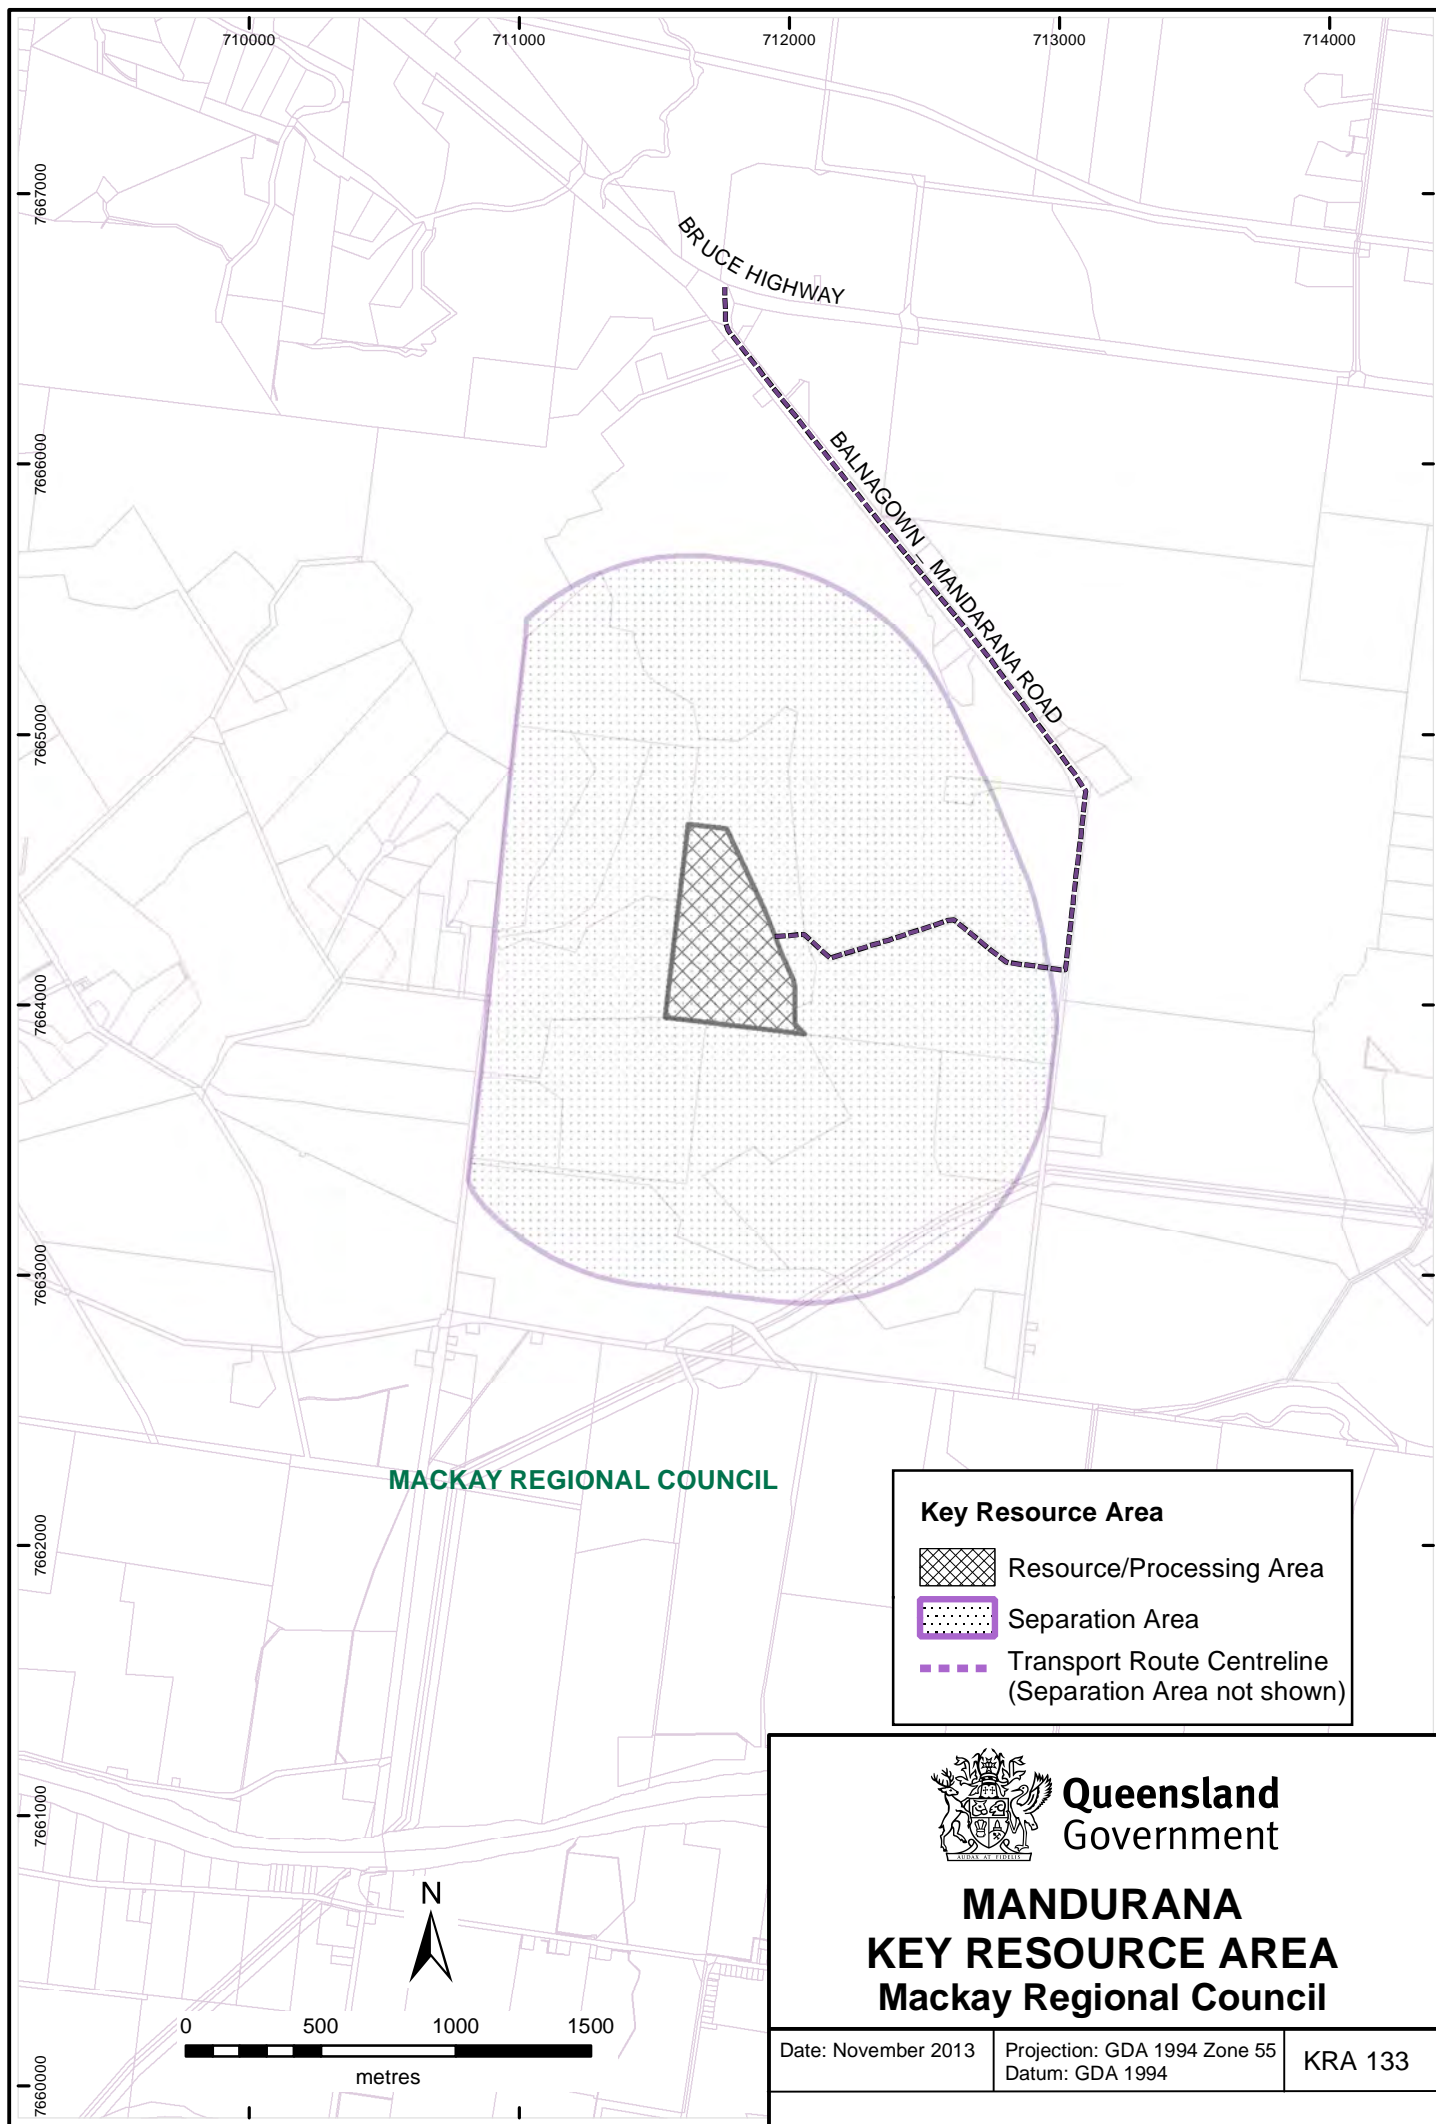 710000
711000
712000
713000
714000
7667000
7666000
7665000
7664000
7663000
7662000
7661000
7660000
BRUCE HIGHWAY
BALNAGOWN _ MANDARANA ROAD
MACKAY REGIONAL COUNCIL
Key Resource Area
Resource/Processing Area
Separation Area
Transport Route Centreline
(Separation Area not shown)
AUDAX AT FIDELIS
Queensland
Government
MANDURANA
KEY RESOURCE AREA
Mackay Regional Council
Date: November 2013
Projection: GDA 1994 Zone 55
Datum: GDA 1994
KRA 133
N
0 500 1000 1500
metres